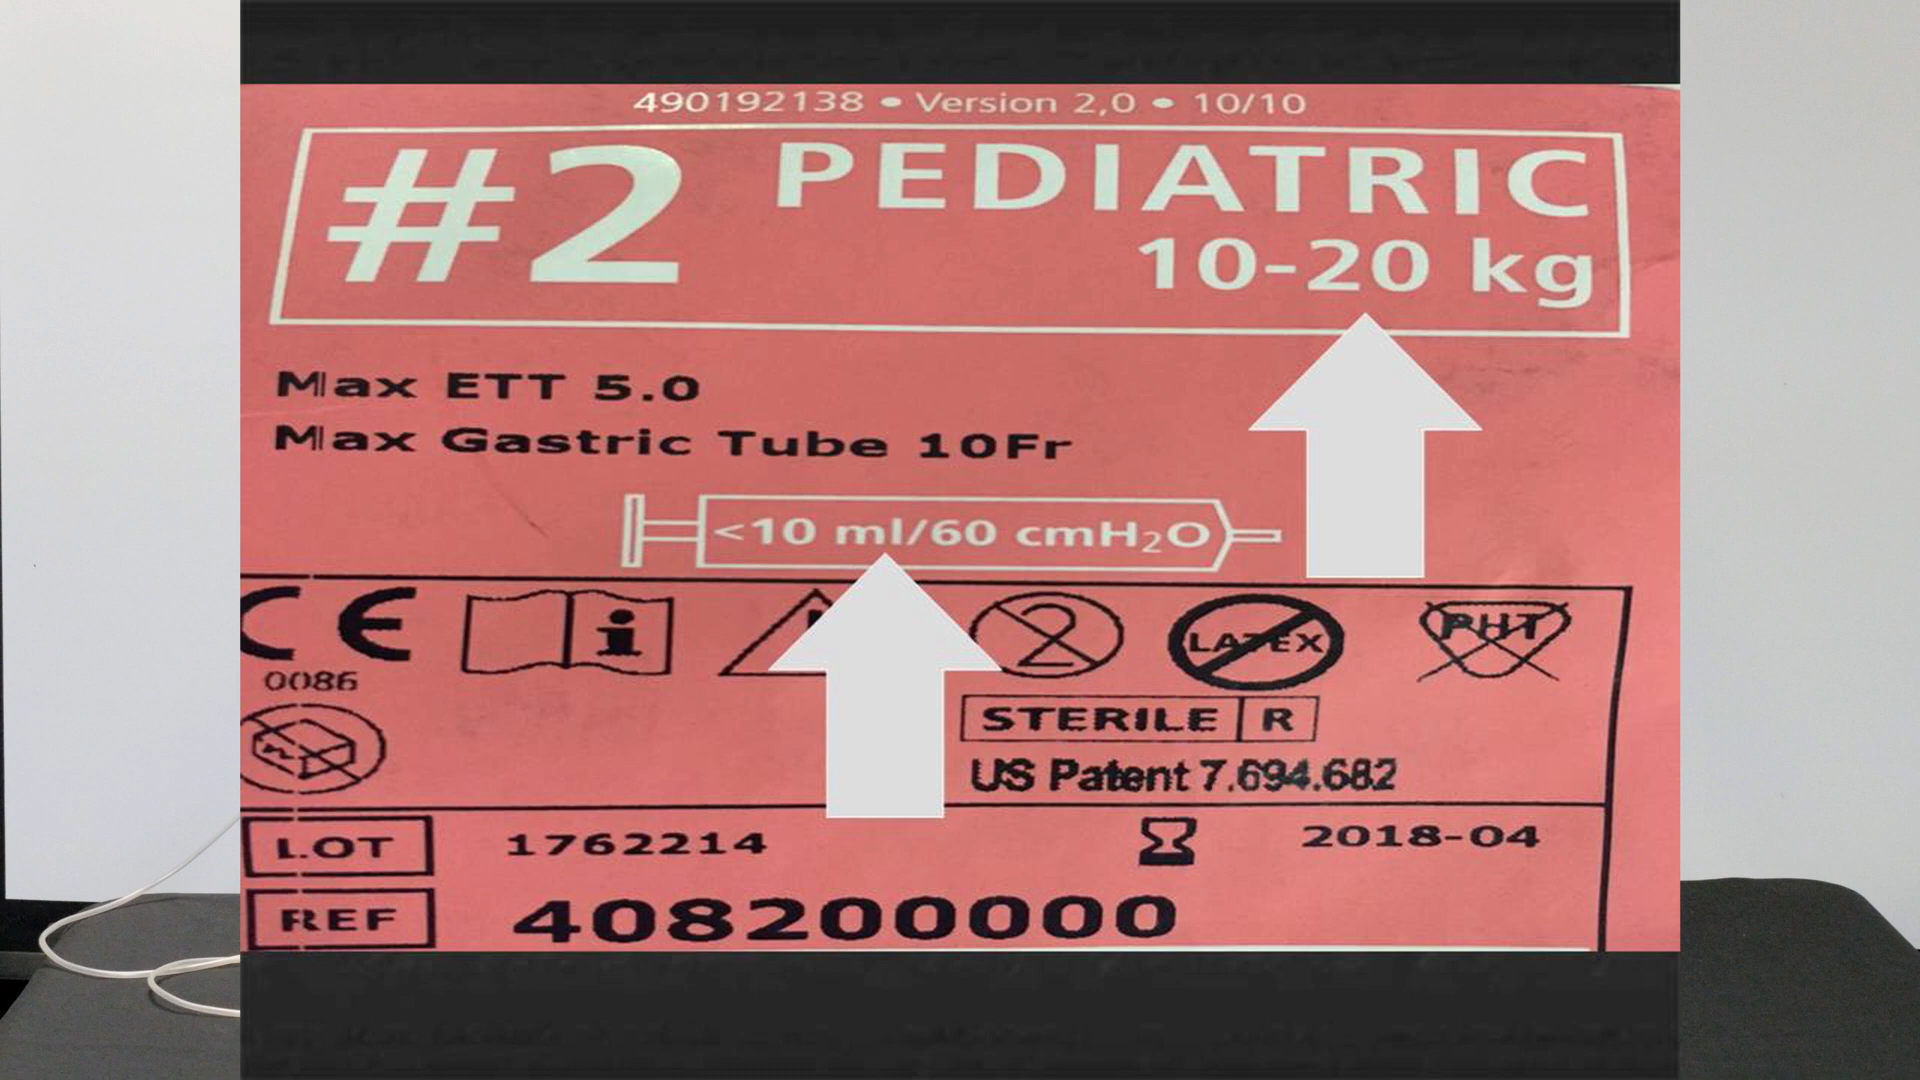 490192138 • Version 2,0 • 10/10
#2 PEDIATRIC
10-20 kg
Max ETT 5.0
Max Gastric Tube 10Fr
<10 ml/60 cmH₂O
CE
0086
i
2
LATEX
PHT
STERILE R
US Patent 7.694.682
LOT 1762214 2018-04
REF 408200000